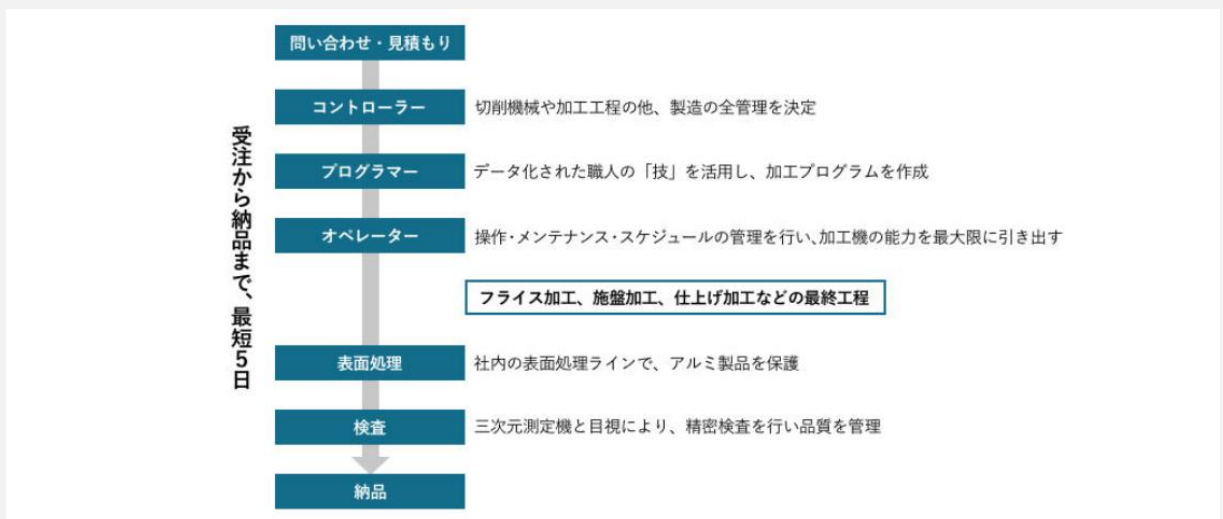 受注から納品まで、最短5日
問い合わせ・見積もり
コントローラー
切削機械や加工工程の他、製造の全管理を決定
プログラマー
データ化された職人の「技」を活用し、加工プログラムを作成
オペレーター
操作・メンテナンス・スケジュールの管理を行い、加工機の能力を最大限に引き出す
フライス加工、施盤加工、仕上げ加工などの最終工程
表面処理
社内の表面処理ラインで、アルミ製品を保護
検査
三次元測定機と目視により、精密検査を行い品質を管理
納品